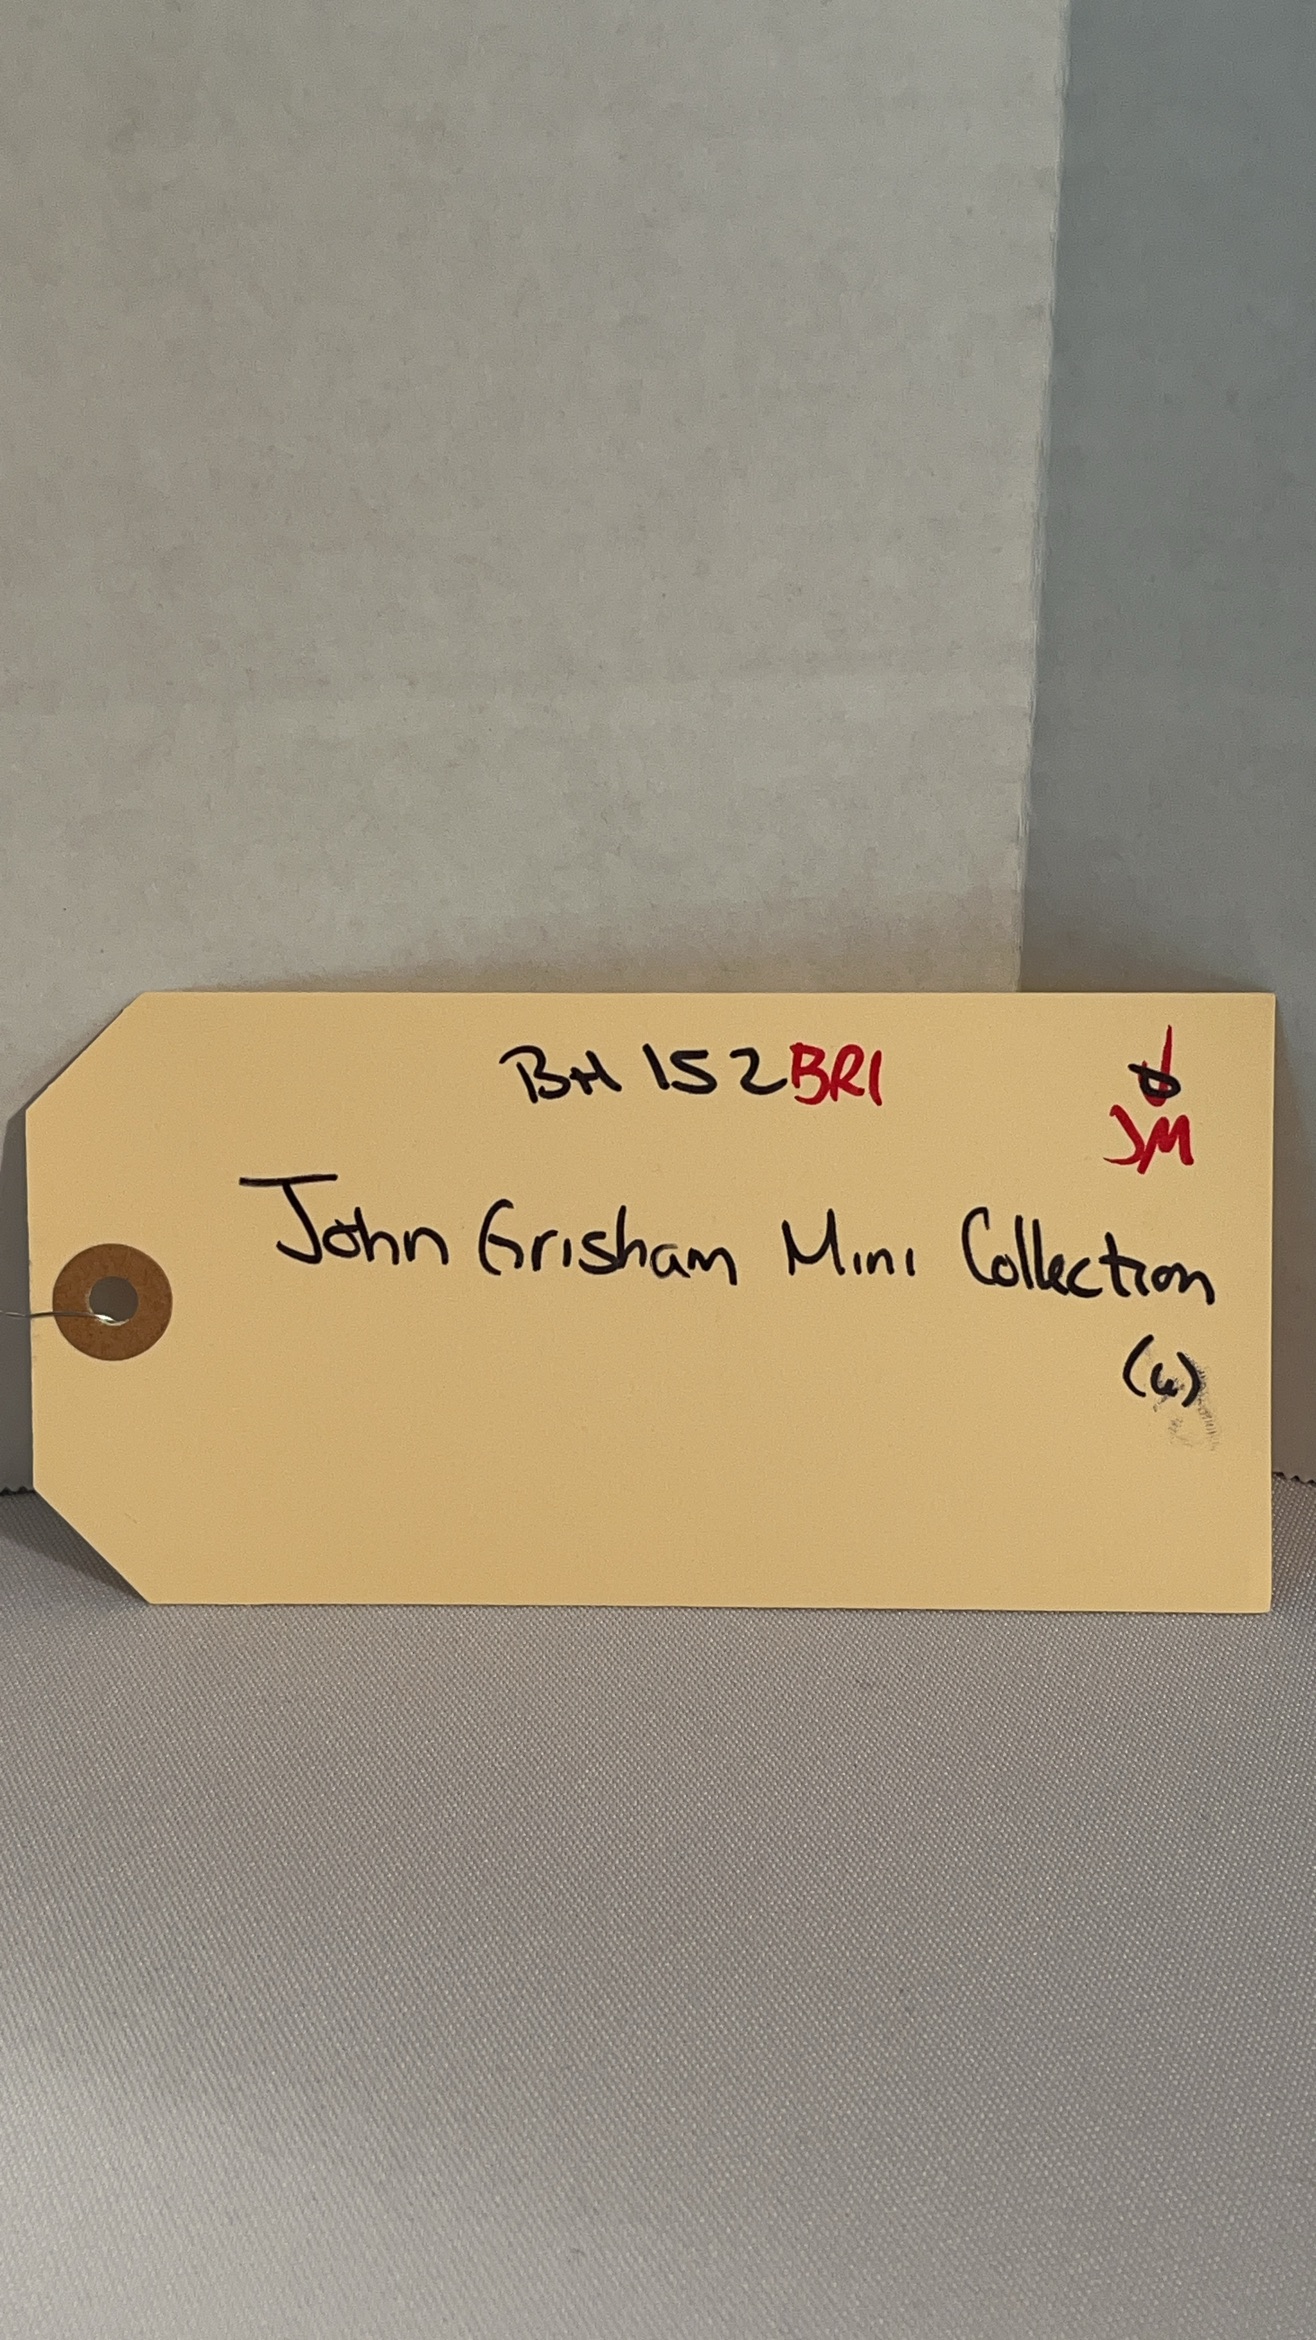 BH 152BR1
JM
John Grisham Mini Collection
(6)